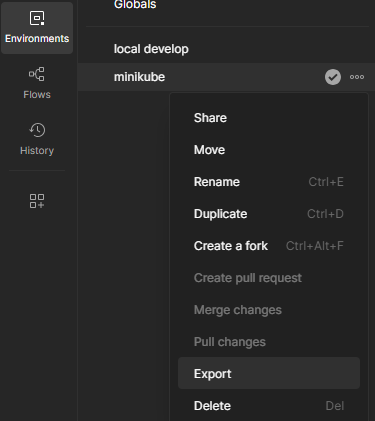 Globals
Environments
local develop
minikube
Flows
Share
History
Move
Rename Ctrl+E
Duplicate Ctrl+D
Create a fork Ctrl+Alt+F
Create pull request
Merge changes
Pull changes
Export
Delete Del